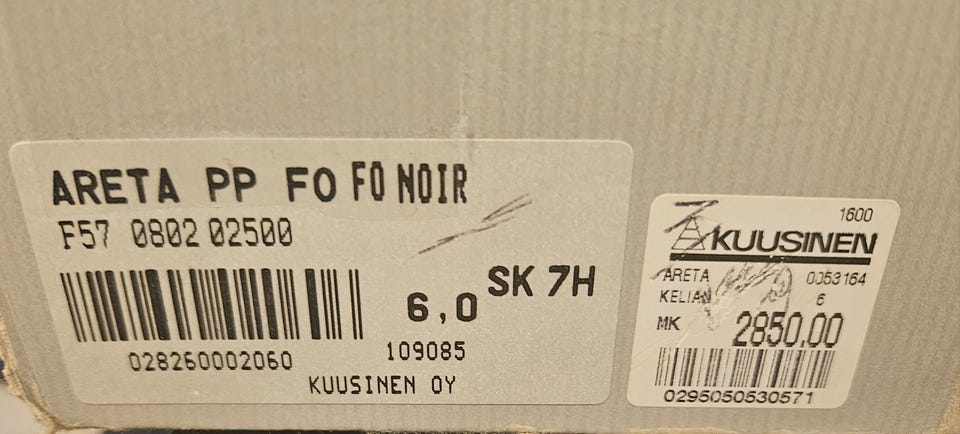 ARETA PP FO FO NOIR
F57 0802 02500
SK 7H
6,0
028260002060
109085
KUUSINEN OY
1600
KUUSINEN
ARETA 0053164
KELIAN 6
MK 2850,00
0295050530571